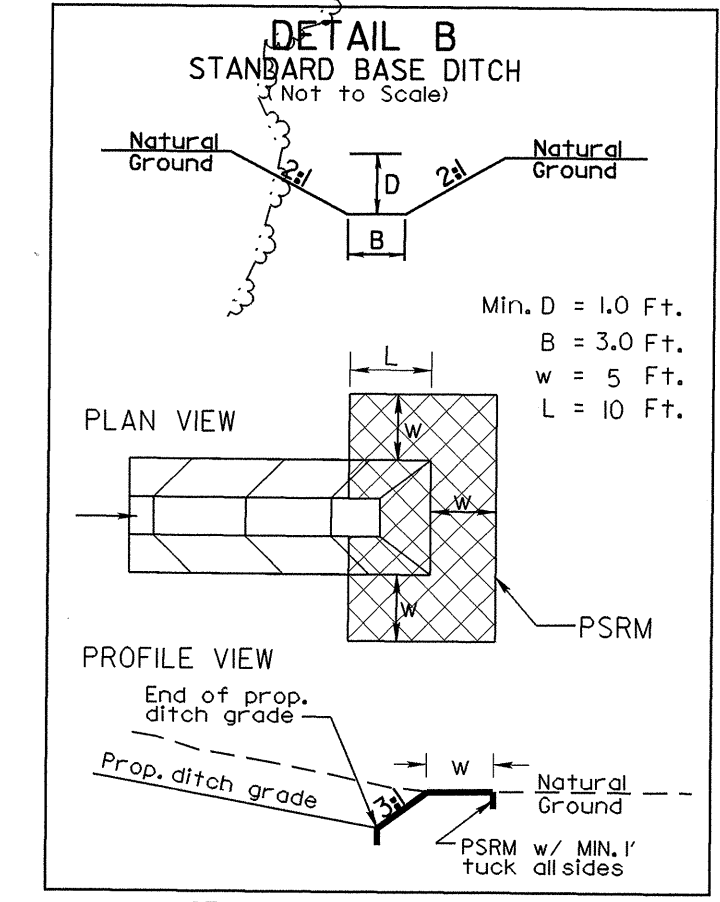 DETAIL B
STANDARD BASE DITCH
(Not to Scale)
Natural
Ground
2:1
D
2:1
Natural
Ground
B
Min. D = 1.0 Ft.
B = 3.0 Ft.
w = 5 Ft.
L = 10 Ft.
L
PLAN VIEW
w
w
w
PSRM
PROFILE VIEW
End of prop.
ditch grade
Prop. ditch grade
3:1
w
Natural
Ground
PSRM w/ MIN. 1'
tuck all sides